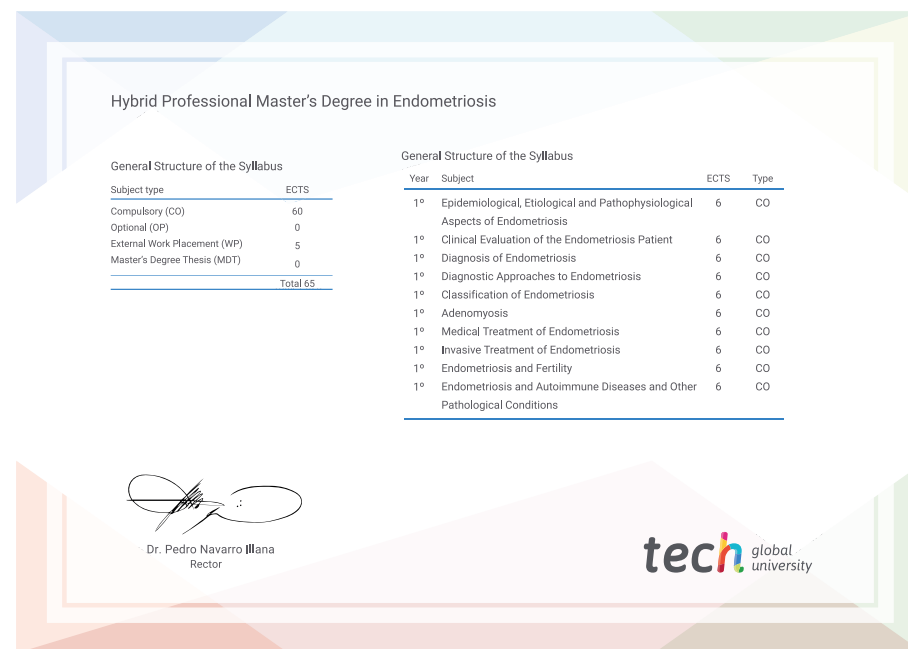 Hybrid Professional Master's Degree in Endometriosis
General Structure of the Syllabus
Subject type ECTS
Compulsory (CO) 60
Optional (OP) 0
External Work Placement (WP) 5
Master's Degree Thesis (MDT) 0
Total 65
General Structure of the Syllabus
Year Subject ECTS Type
1º Epidemiological, Etiological and Pathophysiological 6 CO
Aspects of Endometriosis
1º Clinical Evaluation of the Endometriosis Patient 6 CO
1º Diagnosis of Endometriosis 6 CO
1º Diagnostic Approaches to Endometriosis 6 CO
1º Classification of Endometriosis 6 CO
1º Adenomyosis 6 CO
1º Medical Treatment of Endometriosis 6 CO
1º Invasive Treatment of Endometriosis 6 CO
1º Endometriosis and Fertility 6 CO
1º Endometriosis and Autoimmune Diseases and Other 6 CO
Pathological Conditions
Dr. Pedro Navarro Illana
Rector
tech global
university